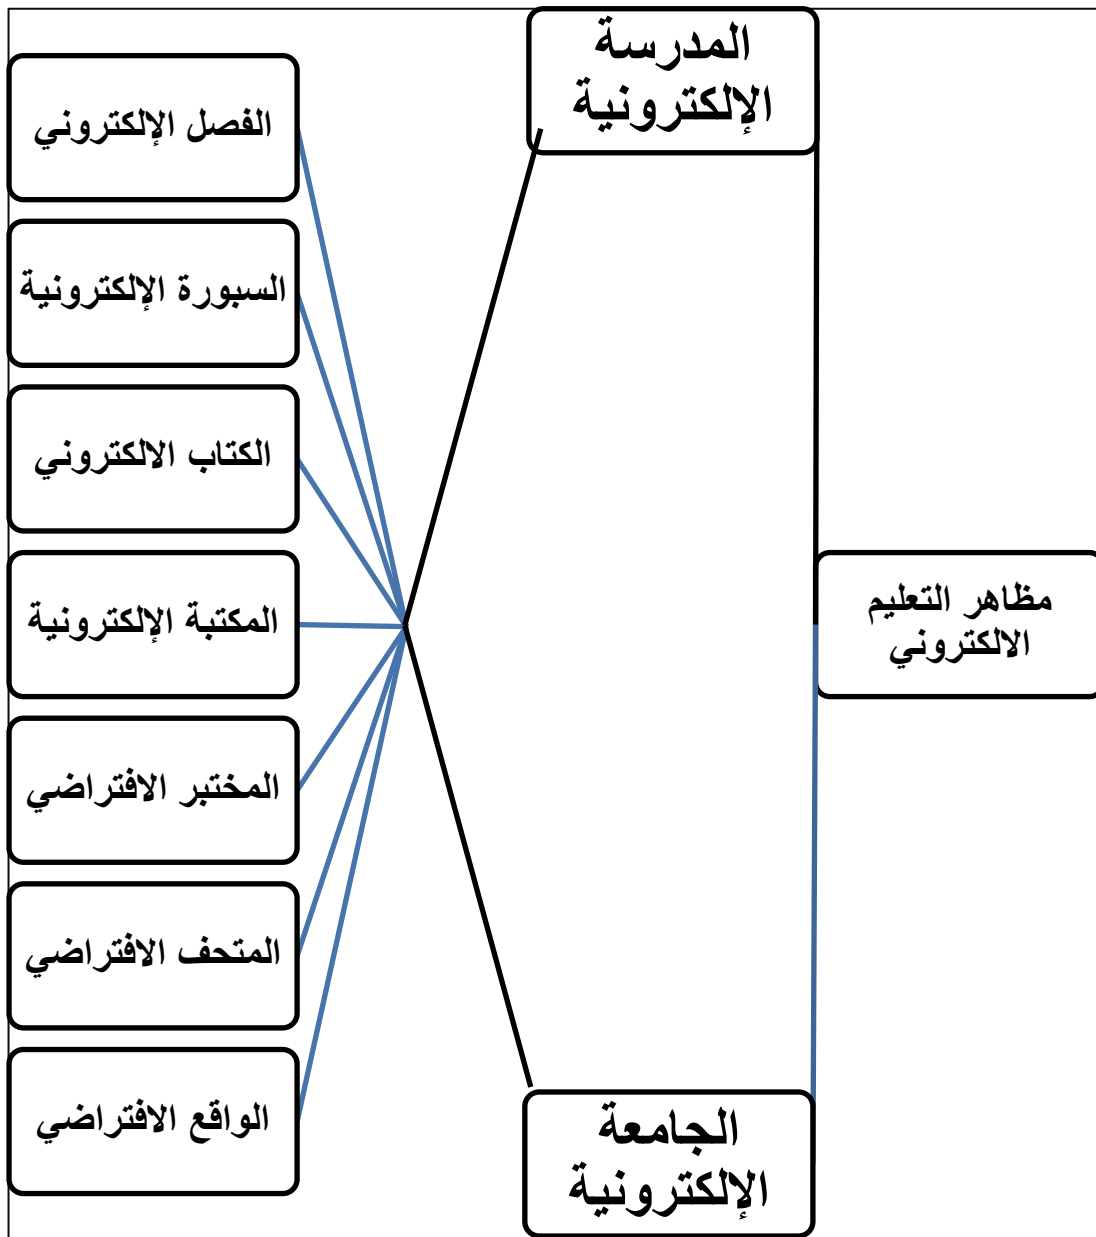 مظاهر التعليم
الالكتروني
المدرسة
الإلكترونية
الجامعة
الإلكترونية
الفصل الإلكتروني
السبورة الإلكترونية
الكتاب الالكتروني
المكتبة الإلكترونية
المختبر الافتراضي
المتحف الافتراضي
الواقع الافتراضي